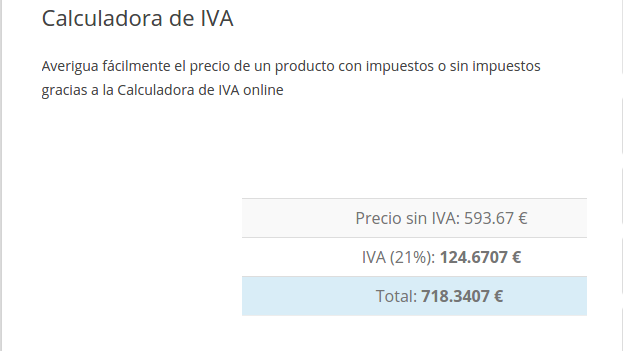 Calculadora de IVA
Averigua fácilmente el precio de un producto con impuestos o sin impuestos
gracias a la Calculadora de IVA online
Precio sin IVA: 593.67 €
IVA (21%): 124.6707 €
Total: 718.3407 €